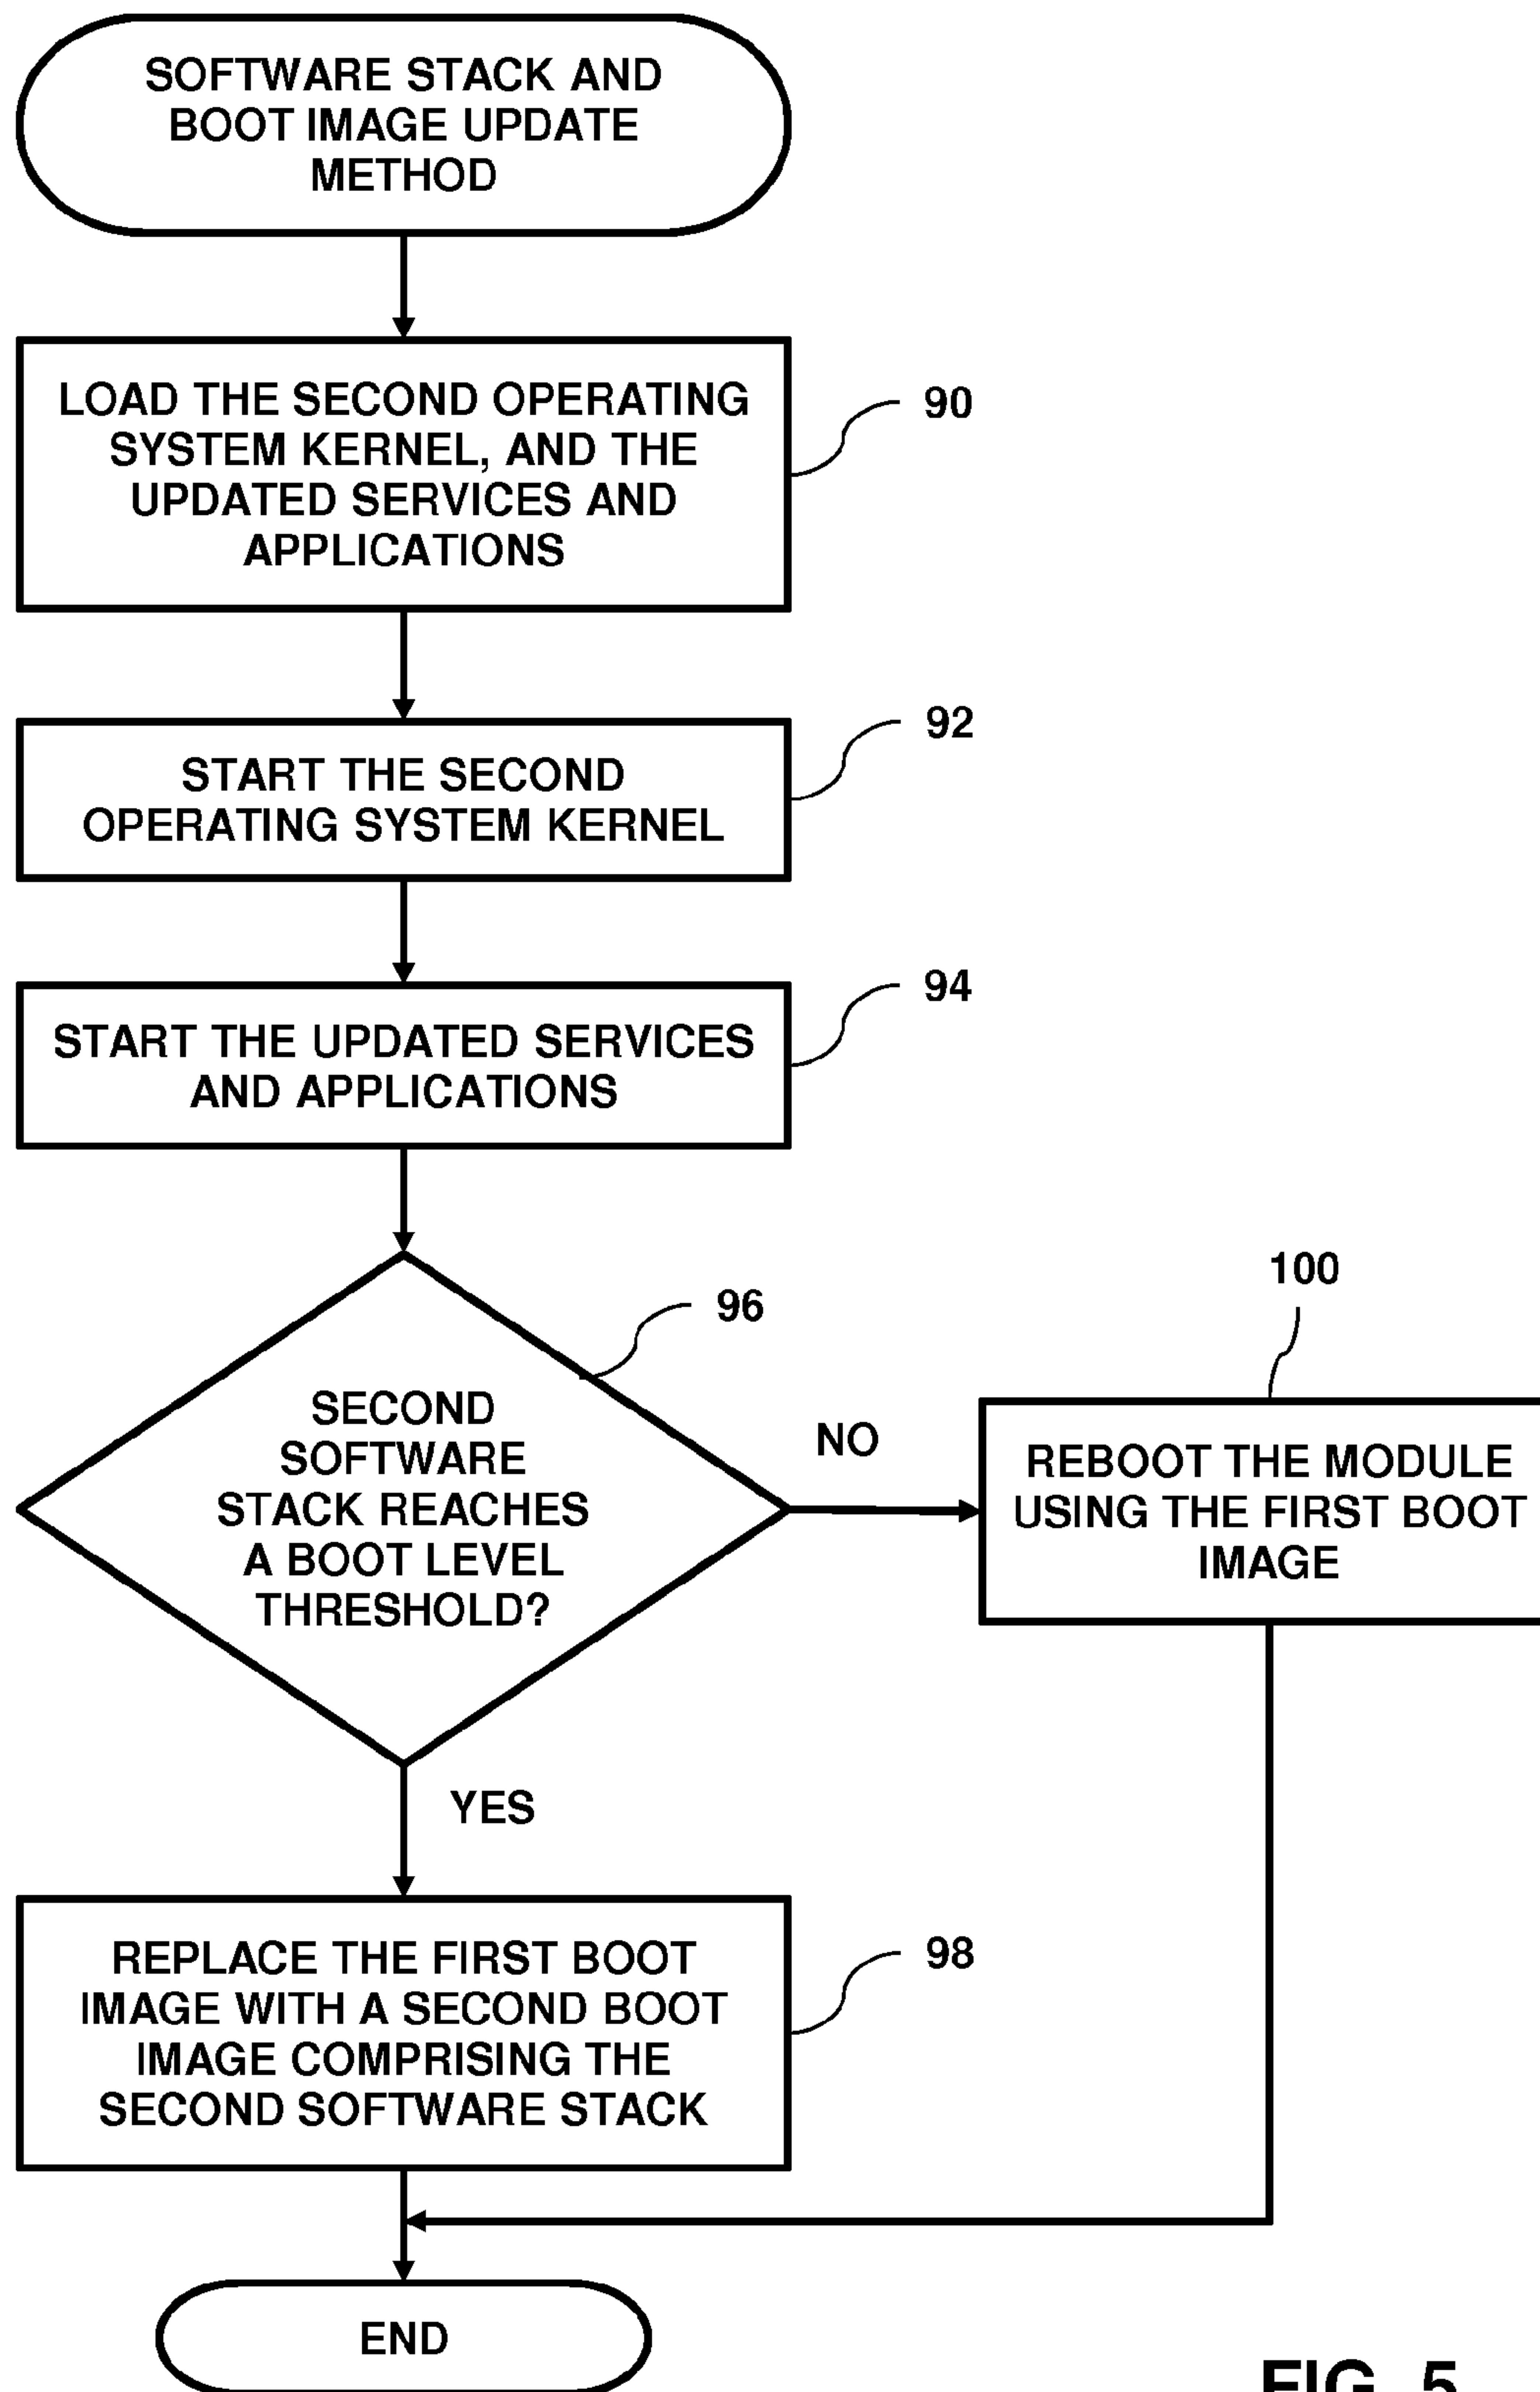 SOFTWARE STACK AND
BOOT IMAGE UPDATE
METHOD
LOAD THE SECOND OPERATING
SYSTEM KERNEL, AND THE
UPDATED SERVICES AND
APPLICATIONS
90
START THE SECOND
OPERATING SYSTEM KERNEL
92
START THE UPDATED SERVICES
AND APPLICATIONS
94
SECOND
SOFTWARE
STACK REACHES
A BOOT LEVEL
THRESHOLD?
96
NO
100
REBOOT THE MODULE
USING THE FIRST BOOT
IMAGE
YES
REPLACE THE FIRST BOOT
IMAGE WITH A SECOND BOOT
IMAGE COMPRISING THE
SECOND SOFTWARE STACK
98
END
FIG. 5